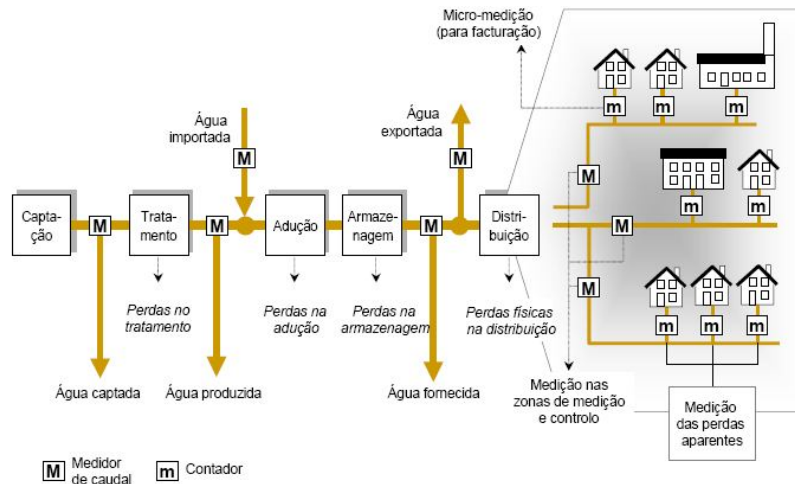 Micro-medição
(para facturação)
m
m
m
Água
importada
Água
exportada
M
M
M
Capta-
ção
M
Trata-
mento
M
Adução
Armaze-
nagem
M
Distri-
buição
M
m
m
Perdas no
tratamento
Perdas na
adução
Perdas na
armazenagem
Perdas físicas
na distribuição
M
m
m
m
Água captada
Água produzida
Água fornecida
Medição nas
zonas de medição
e controlo
Medição
das perdas
aparentes
M
Medidor
de caudal
m
Contador